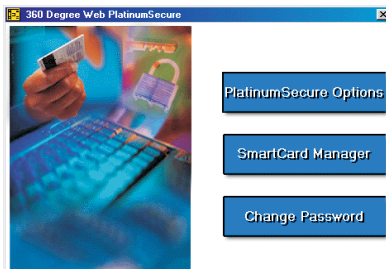 360 Degree Web PlatinumSecure
PlatinumSecure Options
SmartCard Manager
Change Password